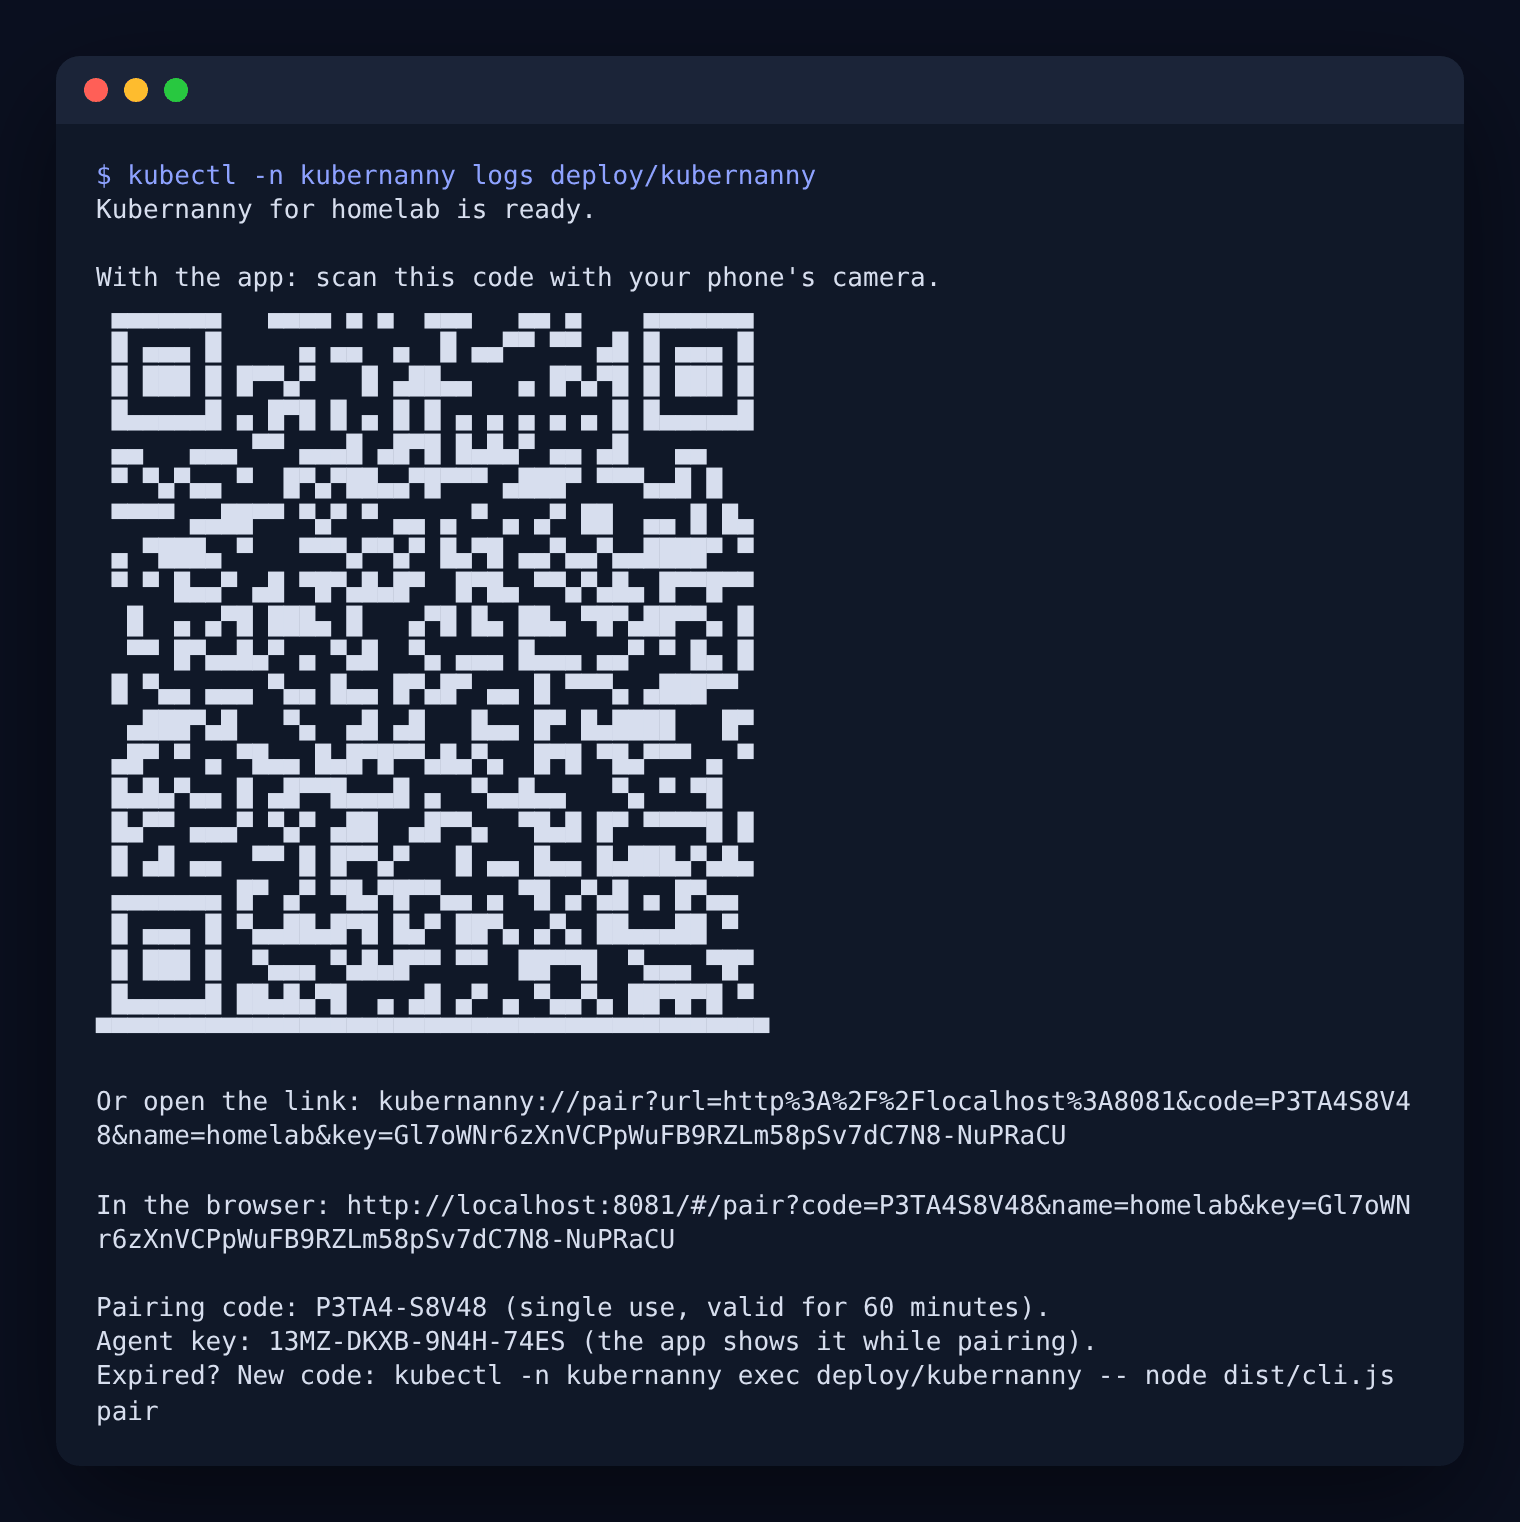 $ kubectl -n kubernanny logs deploy/kubernanny
Kubernanny for homelab is ready.
With the app: scan this code with your phone's camera.
Or open the link: kubernanny://pair?url=http%3A%2F%2Flocalhost%3A8081&code=P3TA4S8V4
8&name=homelab&key=Gl7oWNr6zXnVCPpWuFB9RZLm58pSv7dC7N8-NuPRaCU
In the browser: http://localhost:8081/#/pair?code=P3TA4S8V48&name=homelab&key=Gl7oWN
r6zXnVCPpWuFB9RZLm58pSv7dC7N8-NuPRaCU
Pairing code: P3TA4-S8V48 (single use, valid for 60 minutes).
Agent key: 13MZ-DKXB-9N4H-74ES (the app shows it while pairing).
Expired? New code: kubectl -n kubernanny exec deploy/kubernanny -- node dist/cli.js
pair